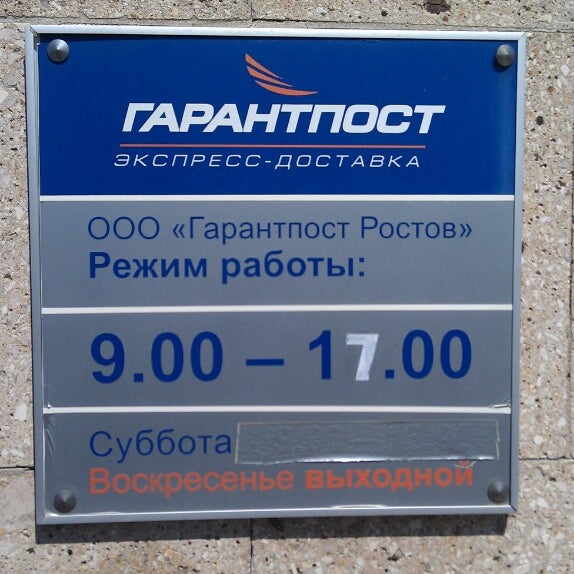 ГАРАНТПОСТ
ЭКСПРЕСС-ДОСТАВКА
ООО «Гарантпост Ростов»
Режим работы:
9.00 – 17.00
Суббота
Воскресенье выходной